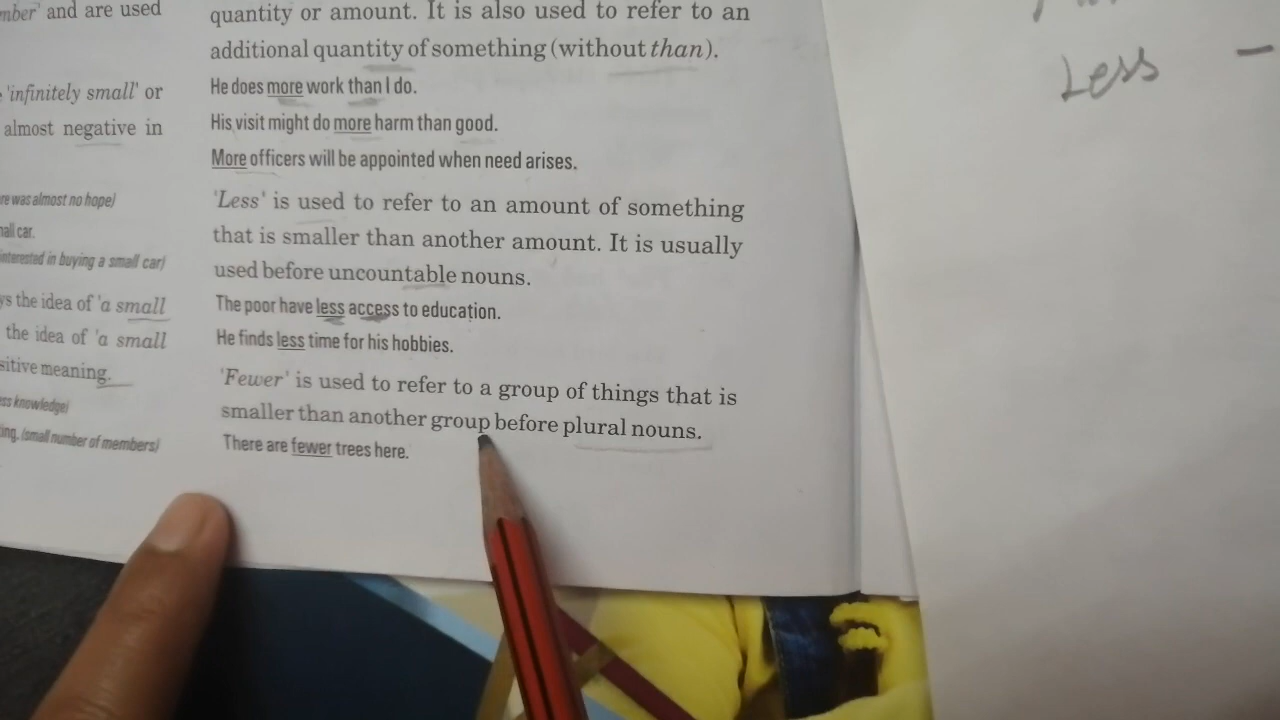 mber' and are used
'infinitely small' or
almost negative in
re was almost no hope)
all car.
interested in buying a small car)
ys the idea of 'a small
the idea of 'a small
sitive meaning.
ess knowledge)
ing. (small number of members)
quantity or amount. It is also used to refer to an
additional quantity of something (without than).
He does more work than I do.
His visit might do more harm than good.
More officers will be appointed when need arises.
'Less' is used to refer to an amount of something
that is smaller than another amount. It is usually
used before uncountable nouns.
The poor have less access to education.
He finds less time for his hobbies.
'Fewer' is used to refer to a group of things that is
smaller than another group before plural nouns.
There are fewer trees here.
Less –